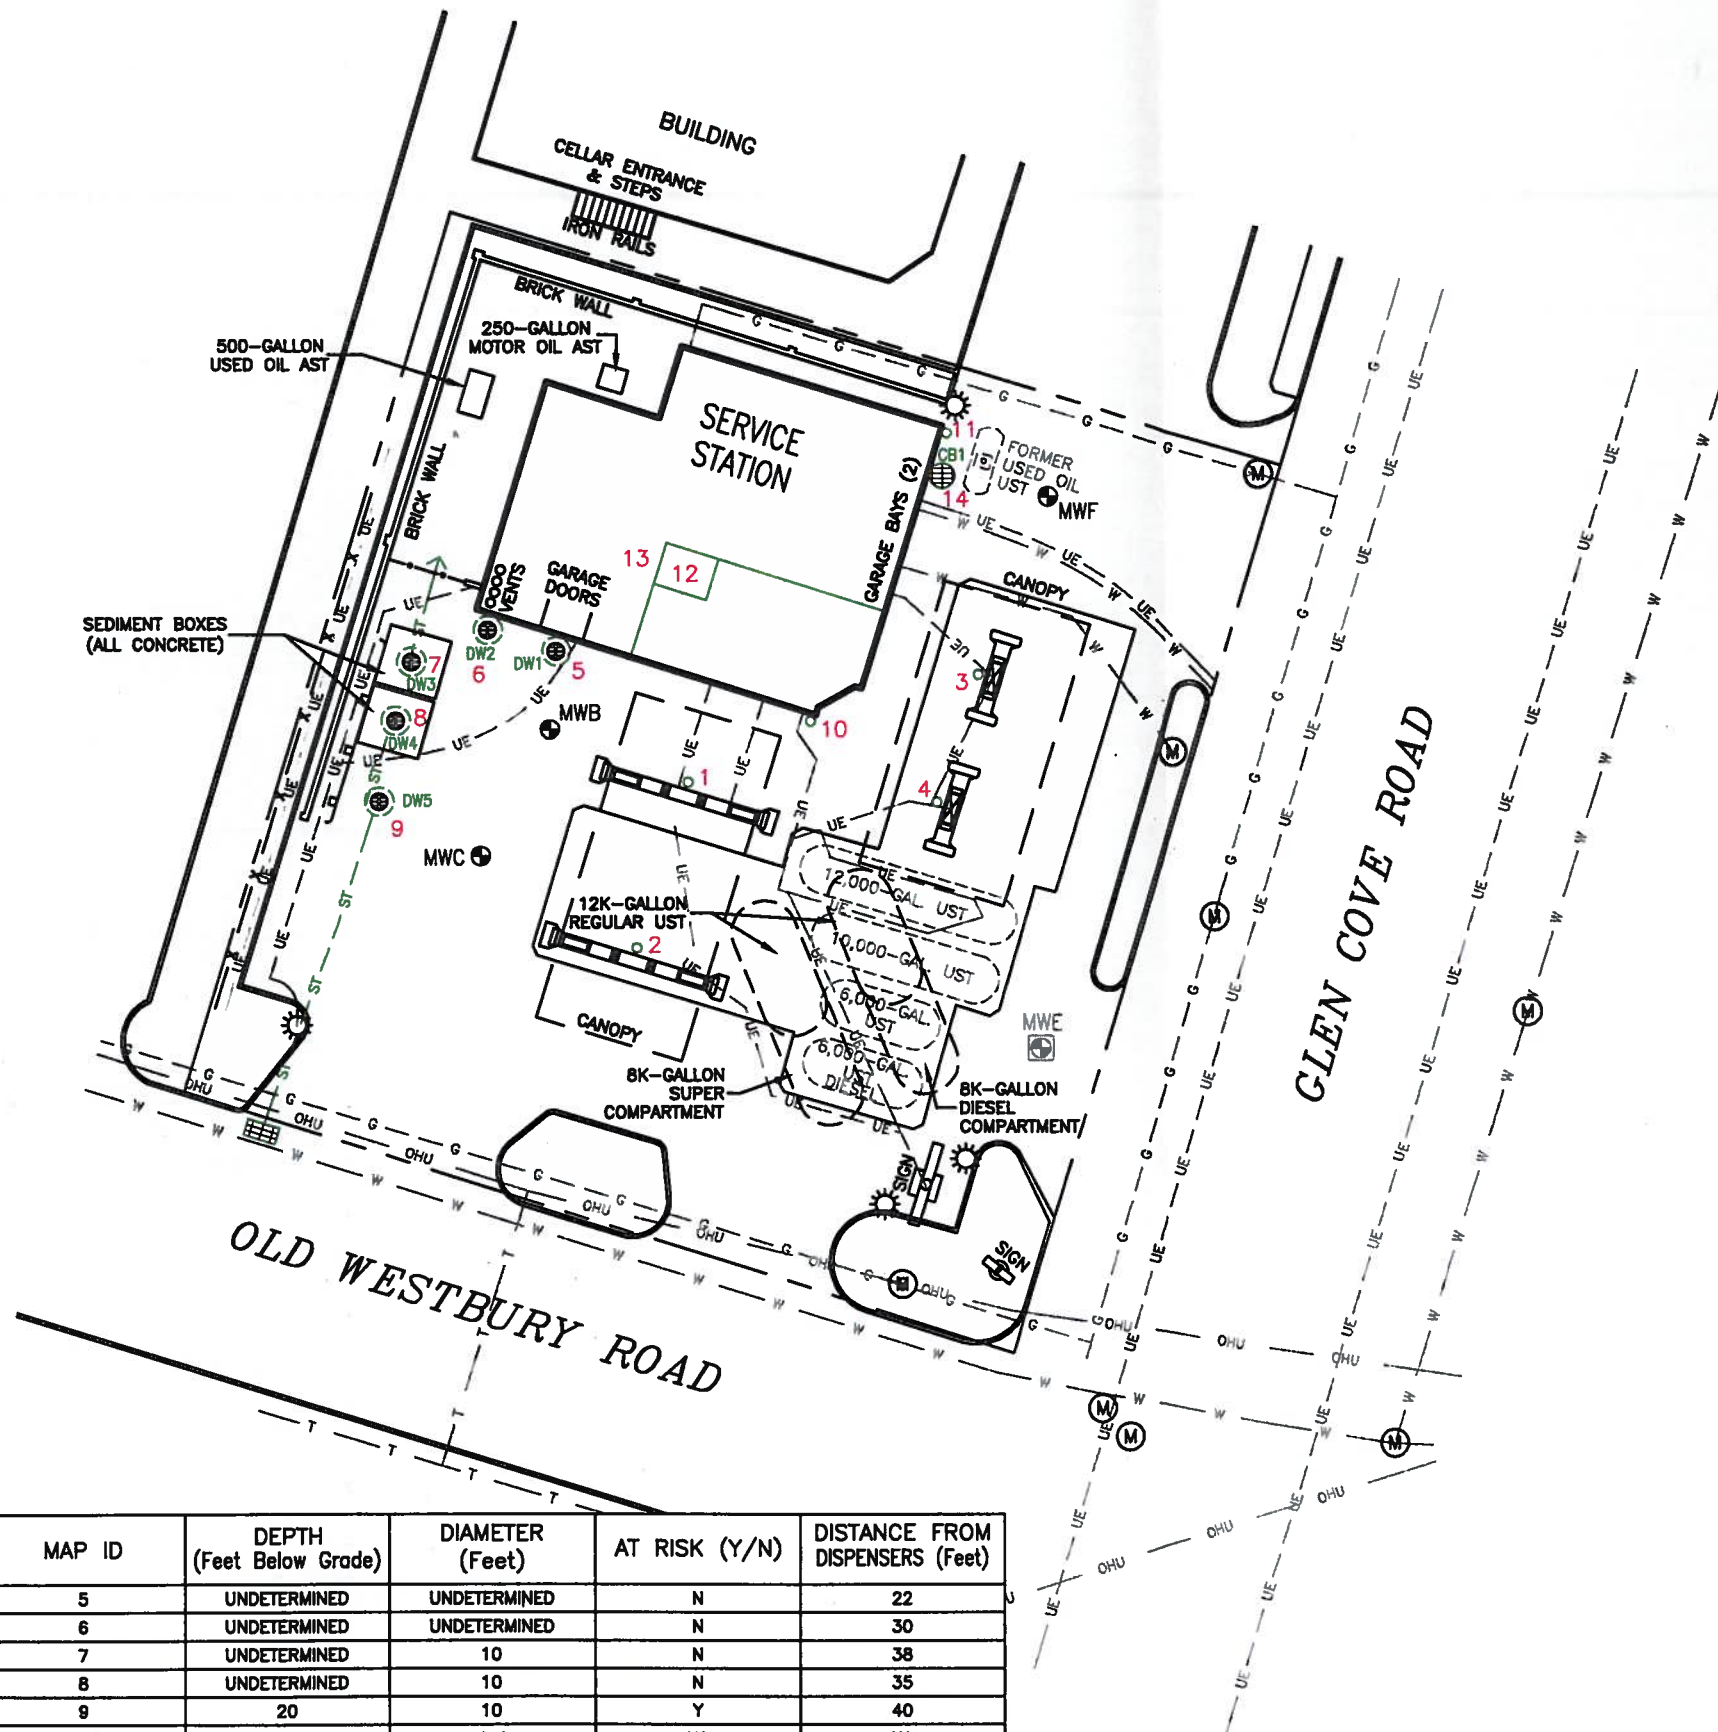 BUILDING
CELLAR ENTRANCE
& STEPS
IRON RAILS
BRICK WALL
250-GALLON
MOTOR OIL AST
500-GALLON
USED OIL AST
BRICK WALL
SERVICE
STATION
GARAGE BAYS (2)
11
CB1
14
FORMER
USED OIL
UST
MWF
13
12
VENTS
GARAGE
DOORS
CANOPY
SEDIMENT BOXES
(ALL CONCRETE)
DW3
7
DW2
6
DW1
5
DW4
8
MWB
10
3
4
1
DW5
9
MWC
12K-GALLON
REGULAR UST
2
12,000-GAL. UST
10,000-GAL. UST
6,000-GAL.
UST
6,000-GAL.
UST
DIESEL
CANOPY
MWE
8K-GALLON
SUPER
COMPARTMENT
8K-GALLON
DIESEL
COMPARTMENT
SIGN
SIGN
GLEN COVE ROAD
OLD WESTBURY ROAD
MAP ID DEPTH (Feet Below Grade) DIAMETER (Feet) AT RISK (Y/N) DISTANCE FROM DISPENSERS (Feet)
5 UNDETERMINED UNDETERMINED N 22
6 UNDETERMINED UNDETERMINED N 30
7 UNDETERMINED 10 N 38
8 UNDETERMINED 10 N 35
9 20 10 Y 40